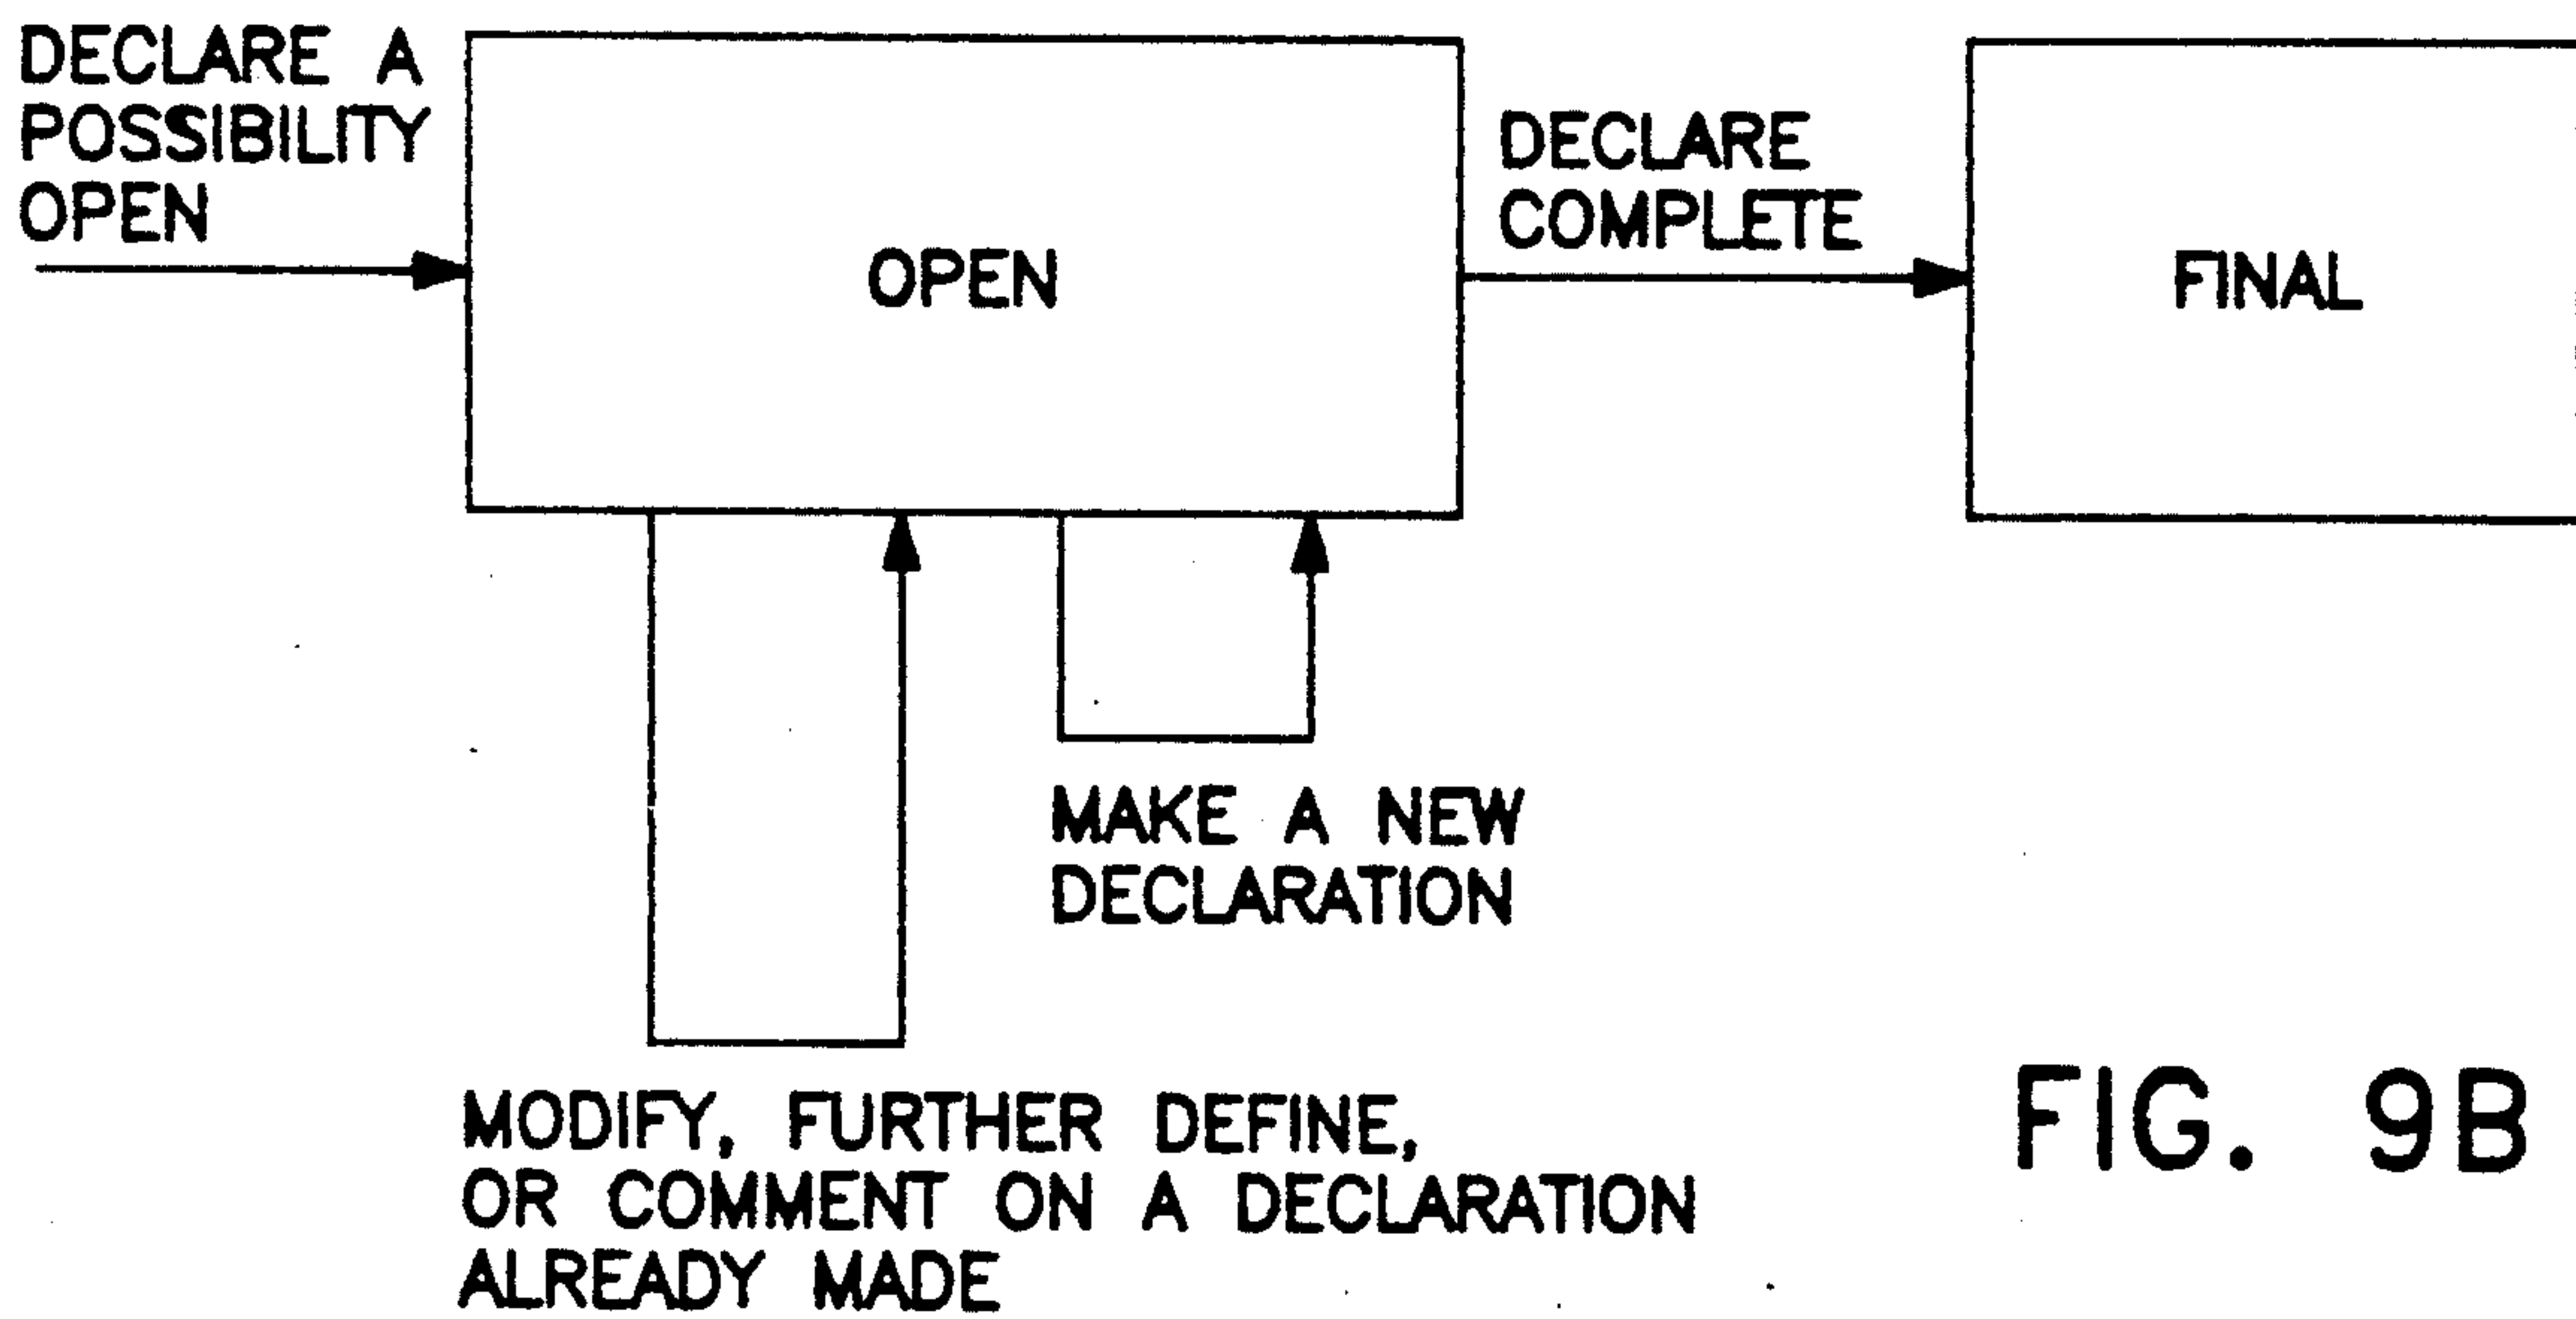 DECLARE A
POSSIBILITY
OPEN
OPEN
DECLARE
COMPLETE
FINAL
MAKE A NEW
DECLARATION
MODIFY, FURTHER DEFINE,
OR COMMENT ON A DECLARATION
ALREADY MADE
FIG. 9B